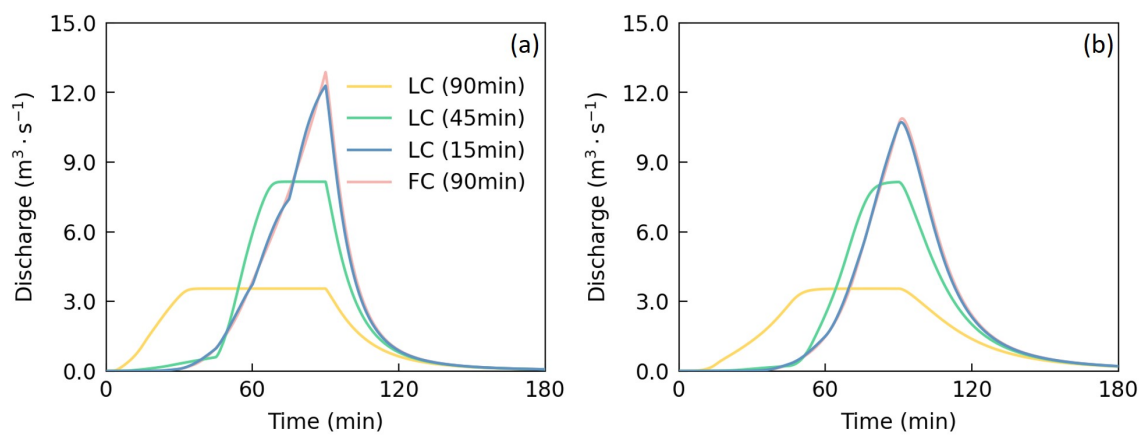 (a)
15.0
12.0
9.0
6.0
3.0
0.0
Discharge (m³ · s⁻¹)
LC (90min)
LC (45min)
LC (15min)
FC (90min)
0 60 120 180
Time (min)
(b)
15.0
12.0
9.0
6.0
3.0
0.0
Discharge (m³ · s⁻¹)
0 60 120 180
Time (min)